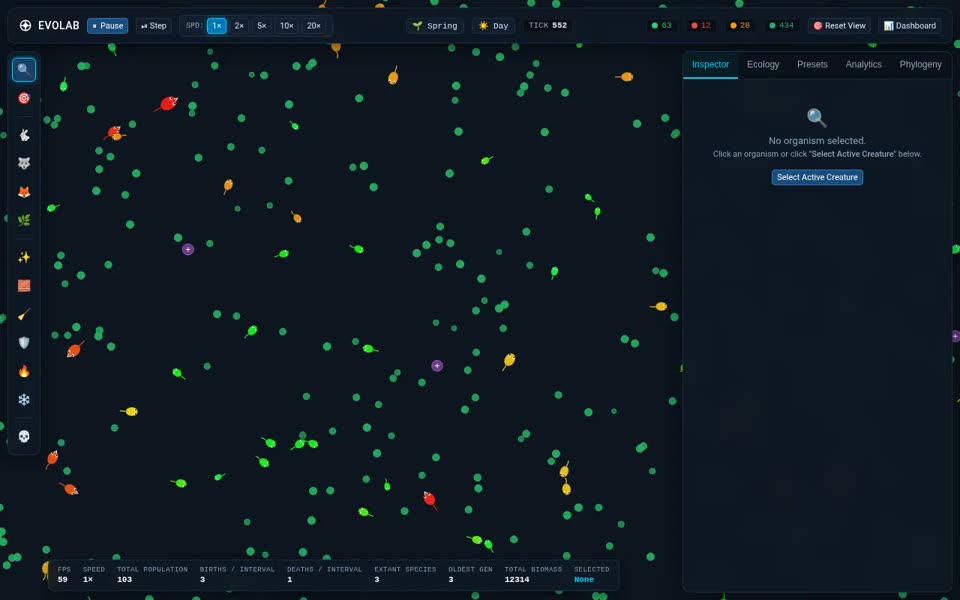 EVOLAB
Pause
Step
SPD: 1× 2× 5× 10× 20×
Spring
Day
TICK 552
63
12
28
434
Reset View
Dashboard
Inspector
Ecology
Presets
Analytics
Phylogeny
No organism selected.
Click an organism or click "Select Active Creature" below.
Select Active Creature
FPS SPEED TOTAL POPULATION BIRTHS / INTERVAL DEATHS / INTERVAL EXTANT SPECIES OLDEST GEN TOTAL BIOMASS SELECTED
59 1× 103 3 1 3 3 12314 None